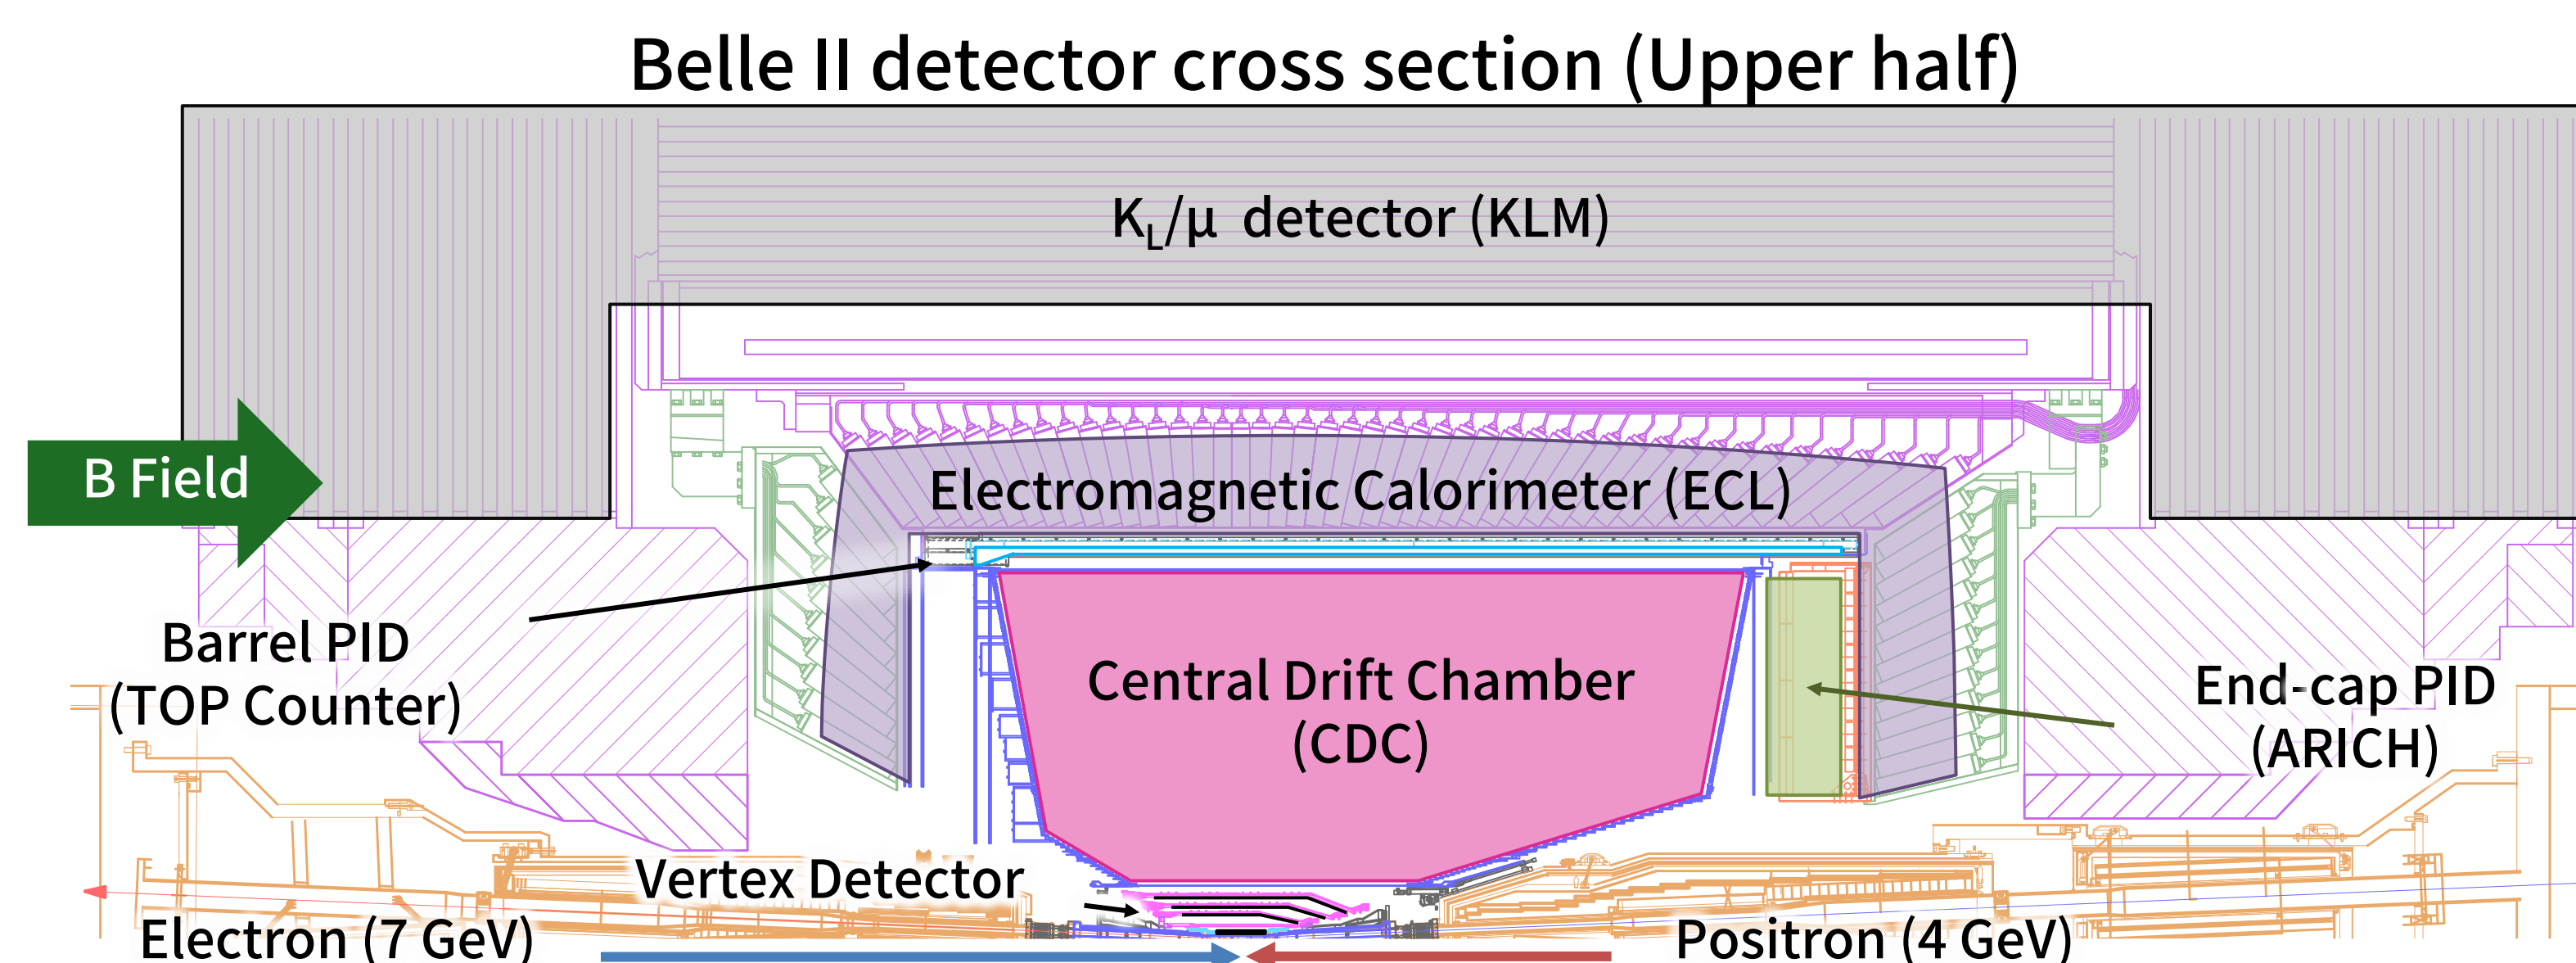 Belle II detector cross section (Upper half)
K_L/μ detector (KLM)
B Field
Electromagnetic Calorimeter (ECL)
Barrel PID
(TOP Counter)
Central Drift Chamber
(CDC)
End-cap PID
(ARICH)
Vertex Detector
Electron (7 GeV)
Positron (4 GeV)